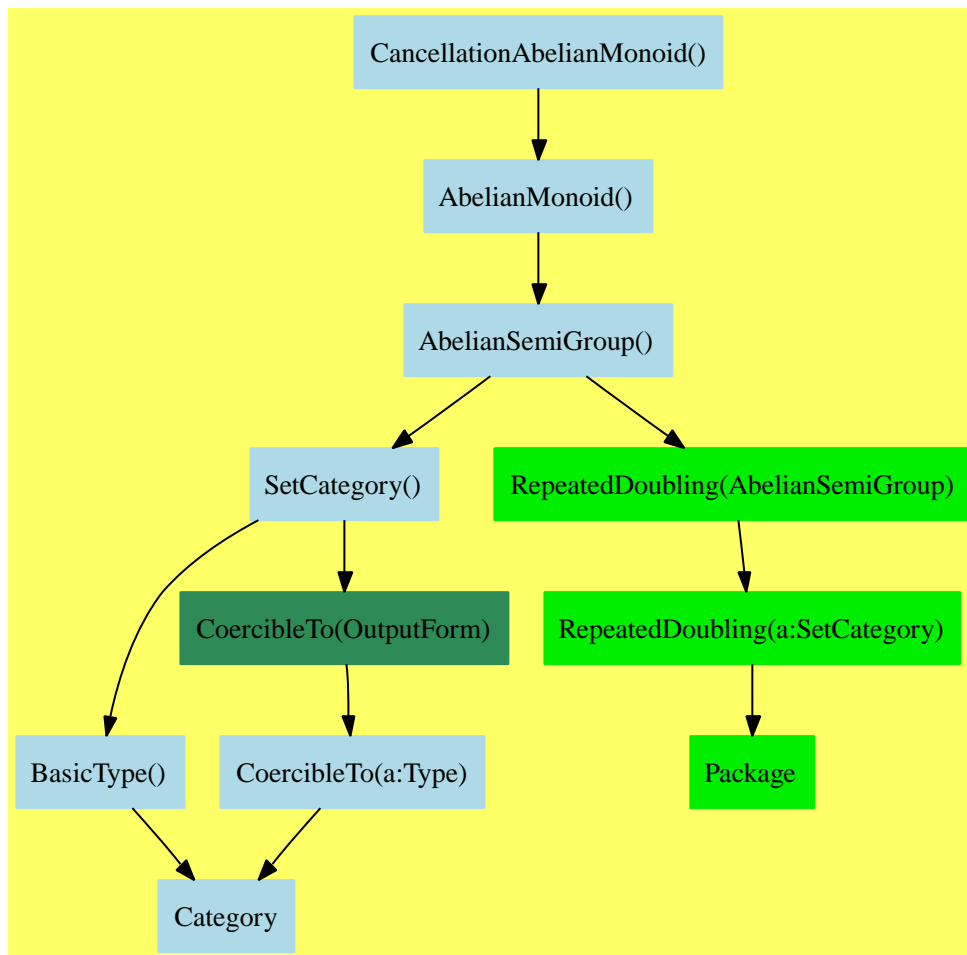 CancellationAbelianMonoid()
AbelianMonoid()
AbelianSemiGroup()
SetCategory()
RepeatedDoubling(AbelianSemiGroup)
CoercibleTo(OutputForm)
RepeatedDoubling(a:SetCategory)
BasicType()
CoercibleTo(a:Type)
Package
Category